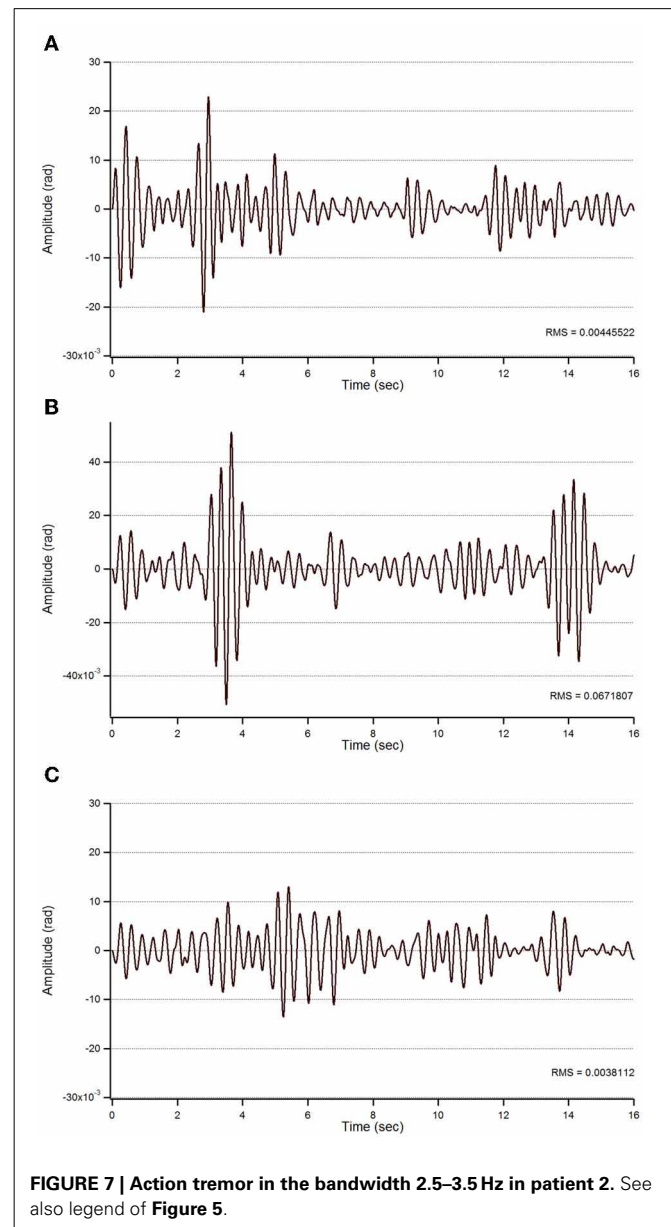 A
30
20
10
0
-10
-20
-30x10⁻³
Amplitude (rad)
RMS = 0.00445522
0 2 4 6 8 10 12 14 16
Time (sec)
B
40
20
0
-20
-40x10⁻³
Amplitude (rad)
RMS = 0.0671807
0 2 4 6 8 10 12 14 16
Time (sec)
C
30
20
10
0
-10
-20
-30x10⁻³
Amplitude (rad)
RMS = 0.0038112
0 2 4 6 8 10 12 14 16
Time (sec)
FIGURE 7 | Action tremor in the bandwidth 2.5–3.5 Hz in patient 2. See
also legend of Figure 5.